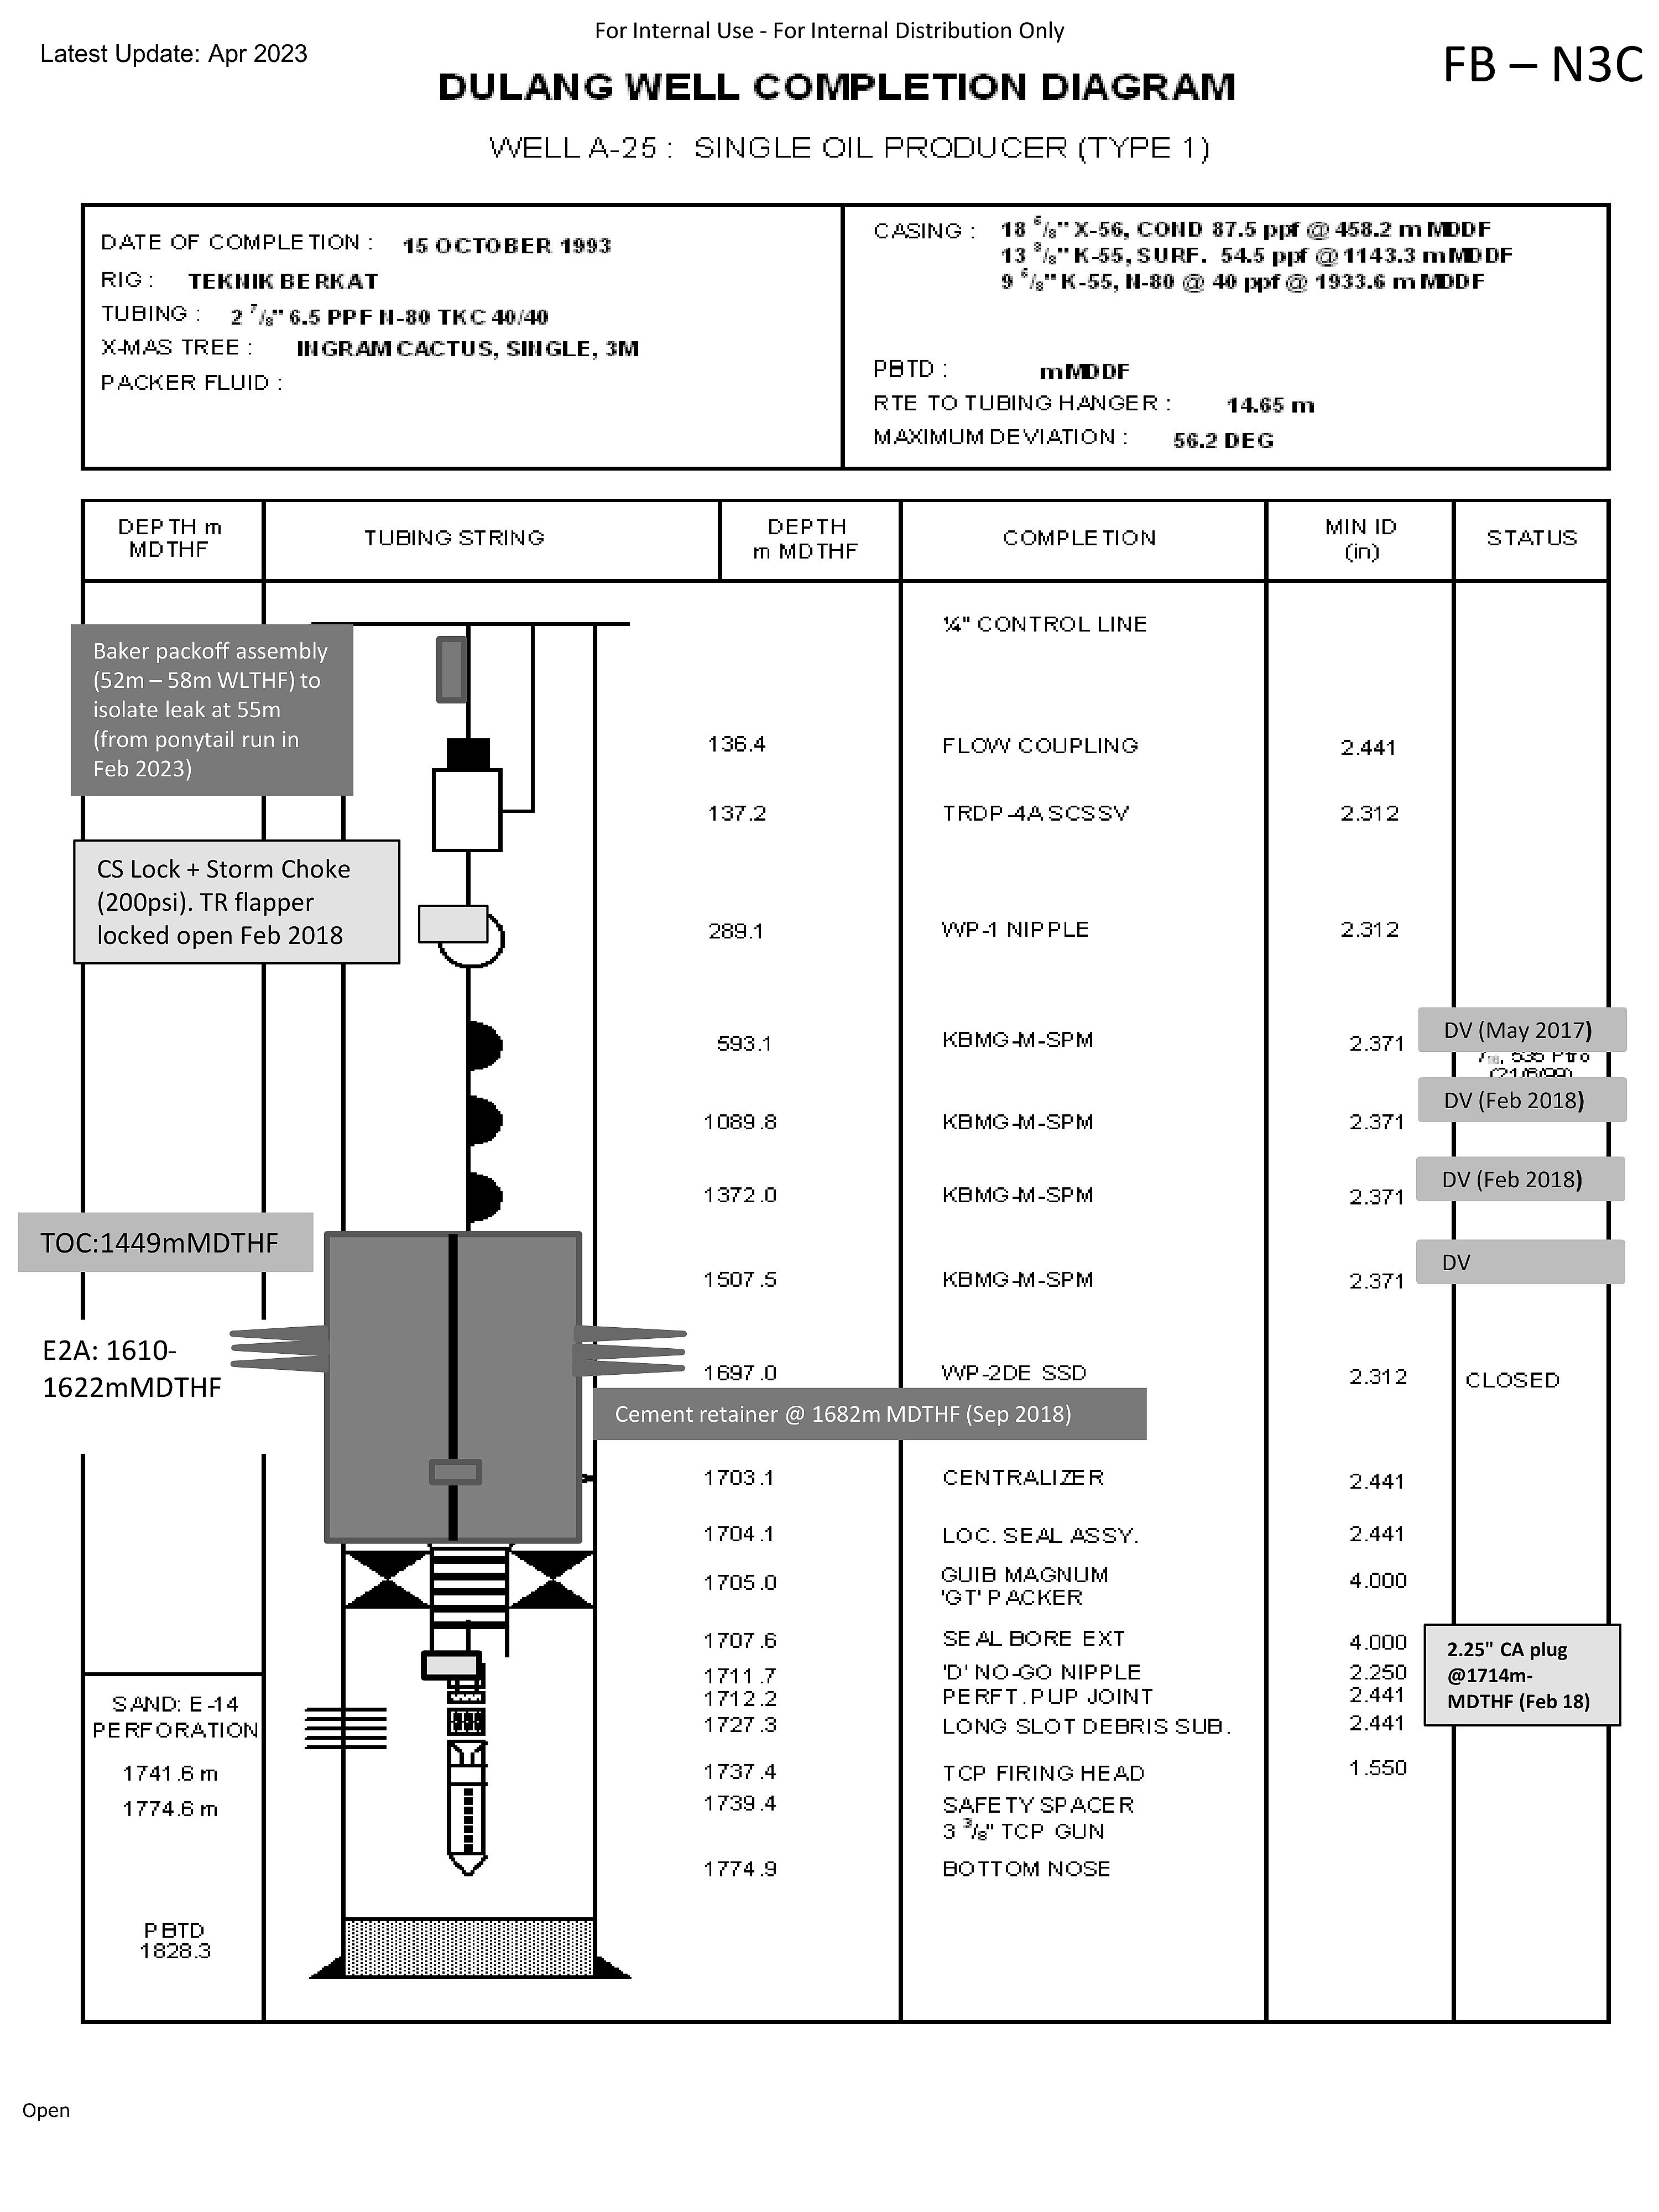 For Internal Use - For Internal Distribution Only
Latest Update: Apr 2023
FB – N3C
DULANG WELL COMPLETION DIAGRAM
WELL A-25 : SINGLE OIL PRODUCER (TYPE 1)
DATE OF COMPLETION : 15 OCTOBER 1993
RIG : TEKNIK BERKAT
TUBING : 2 7/8" 6.5 PPF N-80 TKC 40/40
X-MAS TREE : INGRAM CACTUS, SINGLE, 3M
PACKER FLUID :
CASING : 18 5/8" X-56, COND 87.5 ppf @ 458.2 m MDDF
13 3/8" K-55, SURF. 54.5 ppf @ 1143.3 m MDDF
9 5/8" K-55, N-80 @ 40 ppf @ 1933.6 m MDDF
PBTD : mMDDF
RTE TO TUBING HANGER : 14.65 m
MAXIMUM DEVIATION : 56.2 DEG
DEPTH m
MDTHF
TUBING STRING
DEPTH
m MDTHF
COMPLETION
MIN ID
(in)
STATUS
¼" CONTROL LINE
Baker packoff assembly
(52m – 58m WLTHF) to
isolate leak at 55m
(from ponytail run in
Feb 2023)
136.4 FLOW COUPLING 2.441
137.2 TRDP-4A SCSSV 2.312
CS Lock + Storm Choke
(200psi). TR flapper
locked open Feb 2018
289.1 WP-1 NIPPLE 2.312
593.1 KBMG-M-SPM 2.371 DV (May 2017)
(21/6/99)
1089.8 KBMG-M-SPM 2.371 DV (Feb 2018)
1372.0 KBMG-M-SPM 2.371 DV (Feb 2018)
TOC:1449mMDTHF
1507.5 KBMG-M-SPM 2.371 DV
E2A: 1610-
1622mMDTHF
1697.0 WP-2DE SSD 2.312 CLOSED
Cement retainer @ 1682m MDTHF (Sep 2018)
1703.1 CENTRALIZER 2.441
1704.1 LOC. SEAL ASSY. 2.441
1705.0 GUIB MAGNUM 4.000
'GT' PACKER
1707.6 SEAL BORE EXT 4.000
1711.7 'D' NO-GO NIPPLE 2.250
1712.2 PERFT. PUP JOINT 2.441
1727.3 LONG SLOT DEBRIS SUB. 2.441
2.25" CA plug
@1714m-
MDTHF (Feb 18)
SAND: E-14
PERFORATION
1741.6 m
1774.6 m
1737.4 TCP FIRING HEAD 1.550
1739.4 SAFETY SPACER
3 3/8" TCP GUN
1774.9 BOTTOM NOSE
PBTD
1828.3
Open